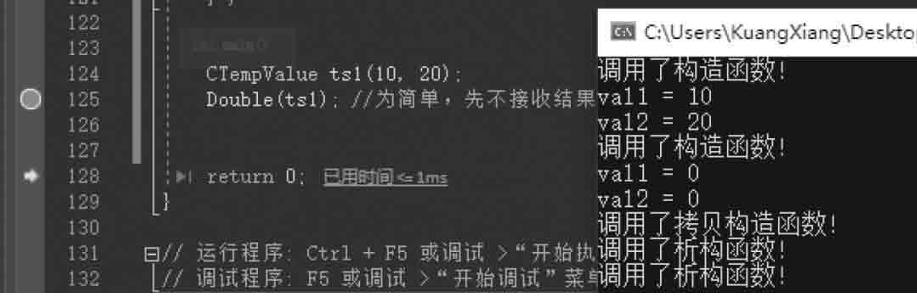 122
123
124 CTempValue ts1(10, 20);
125 Double(ts1); //为简单，先不接收结果
126
127
128 return 0; 已用时间<=1ms
129 }
130
131 // 运行程序: Ctrl + F5 或调试 >“开始执
132 // 调试程序: F5 或调试 >“开始调试”菜单
C:\Users\KuangXiang\Deskto
调用了构造函数!
val1 = 10
val2 = 20
调用了构造函数!
val1 = 0
val2 = 0
调用了拷贝构造函数!
调用了析构函数!
调用了析构函数!